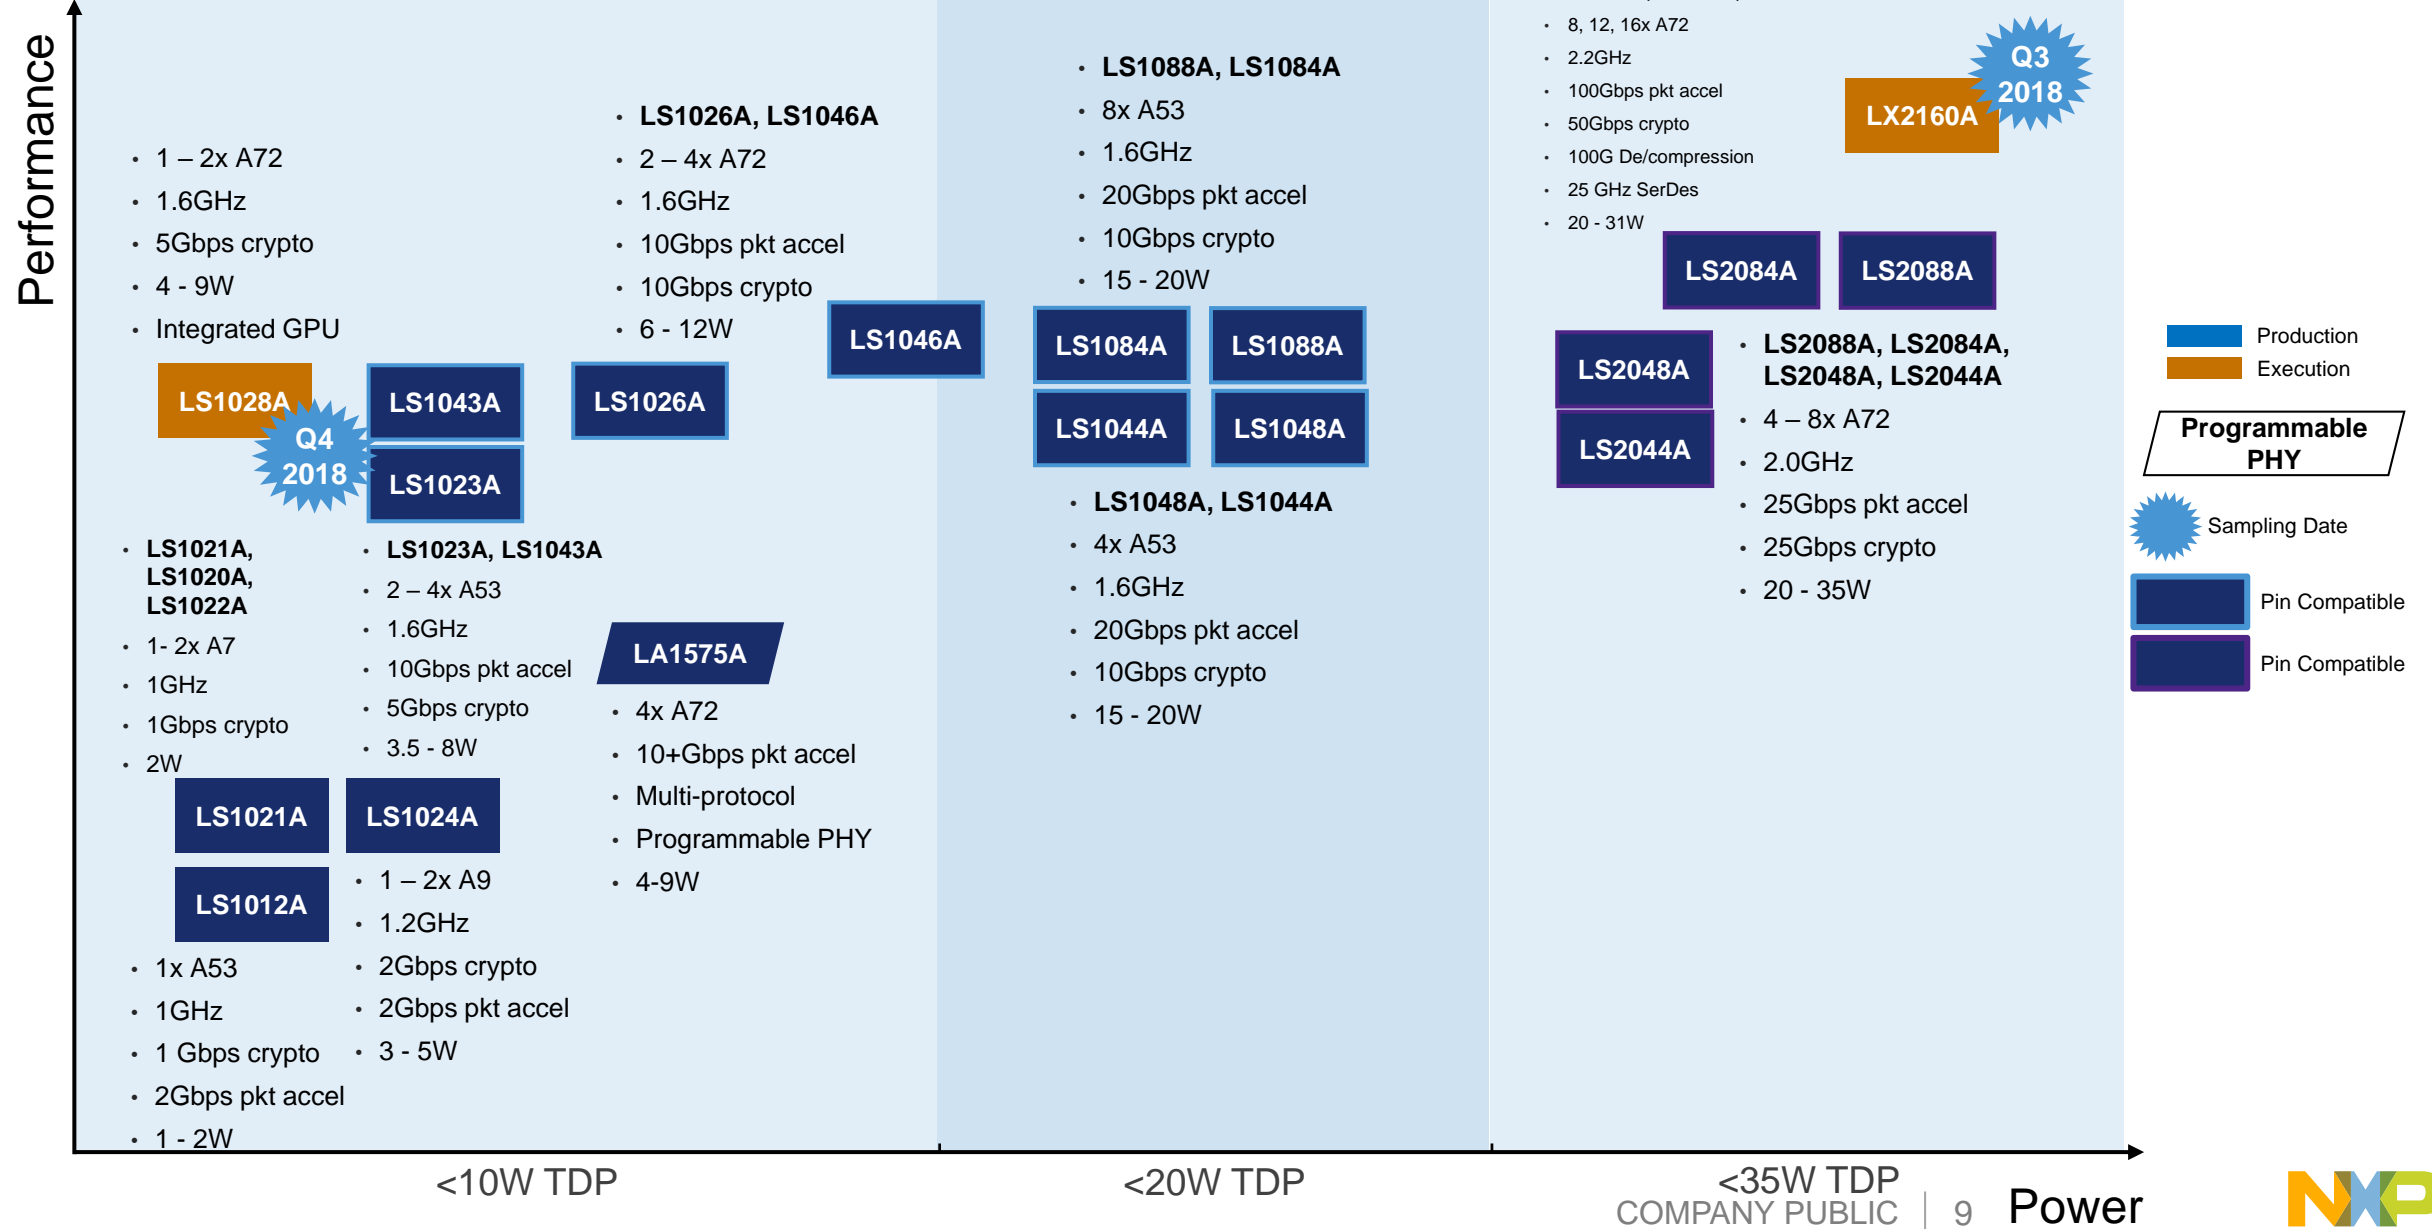 Performance
• 1 – 2x A72
• 1.6GHz
• 5Gbps crypto
• 4 - 9W
• Integrated GPU
LS1028A
Q4
2018
LS1043A
LS1023A
• LS1026A, LS1046A
• 2 – 4x A72
• 1.6GHz
• 10Gbps pkt accel
• 10Gbps crypto
• 6 - 12W
LS1026A
LS1046A
• LS1021A,
LS1020A,
LS1022A
• 1- 2x A7
• 1GHz
• 1Gbps crypto
• 2W
• LS1023A, LS1043A
• 2 – 4x A53
• 1.6GHz
• 10Gbps pkt accel
• 5Gbps crypto
• 3.5 - 8W
LA1575A
• 4x A72
• 10+Gbps pkt accel
• Multi-protocol
• Programmable PHY
• 4-9W
LS1021A
LS1024A
LS1012A
• 1x A53
• 1GHz
• 1 Gbps crypto
• 2Gbps pkt accel
• 1 - 2W
• 1 – 2x A9
• 1.2GHz
• 2Gbps crypto
• 2Gbps pkt accel
• 3 - 5W
• LS1088A, LS1084A
• 8x A53
• 1.6GHz
• 20Gbps pkt accel
• 10Gbps crypto
• 15 - 20W
LS1084A
LS1088A
LS1044A
LS1048A
• LS1048A, LS1044A
• 4x A53
• 1.6GHz
• 20Gbps pkt accel
• 10Gbps crypto
• 15 - 20W
• 8, 12, 16x A72
• 2.2GHz
• 100Gbps pkt accel
• 50Gbps crypto
• 100G De/compression
• 25 GHz SerDes
• 20 - 31W
LX2160A
Q3
2018
LS2084A
LS2088A
LS2048A
LS2044A
• LS2088A, LS2084A,
LS2048A, LS2044A
• 4 – 8x A72
• 2.0GHz
• 25Gbps pkt accel
• 25Gbps crypto
• 20 - 35W
Production
Execution
Programmable
PHY
Sampling Date
Pin Compatible
Pin Compatible
<10W TDP
<20W TDP
<35W TDP
COMPANY PUBLIC | 9
Power
NXP